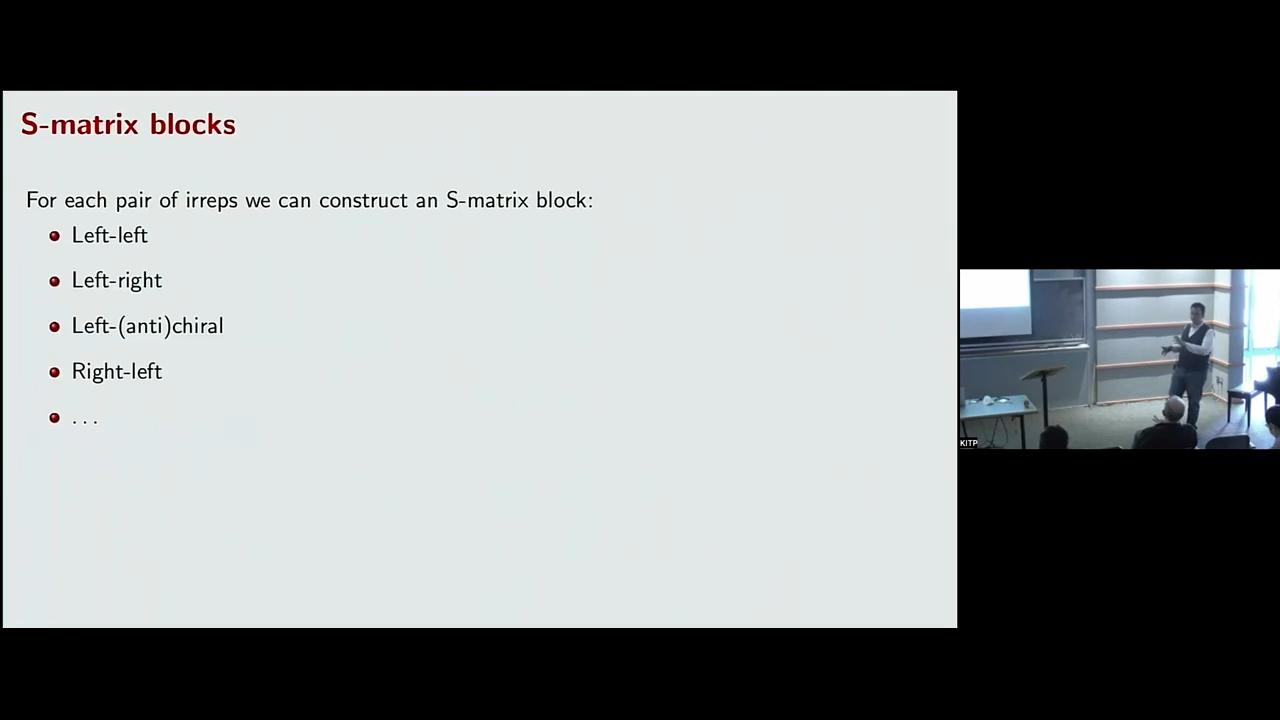 S-matrix blocks
For each pair of irreps we can construct an S-matrix block:
Left-left
Left-right
Left-(anti)chiral
Right-left
...
KITP